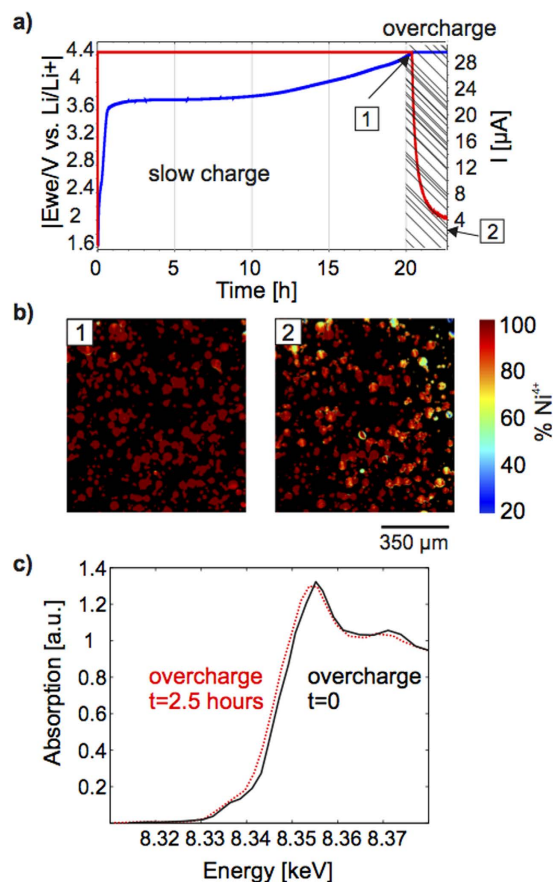 a)
overcharge
|Ewe/V vs. Li/Li+|
4.4
4
3.6
3.2
2.8
2.4
2
1.6
slow charge
1
2
28
24
20
16
12
8
4
I [µA]
0
5
10
15
20
Time [h]
b)
1
2
100
80
60
40
20
% Ni⁴⁺
350 µm
c)
Absorption [a.u.]
1.4
1.2
1
0.8
0.6
0.4
0.2
overcharge
t=2.5 hours
overcharge
t=0
8.32 8.33 8.34 8.35 8.36 8.37
Energy [keV]